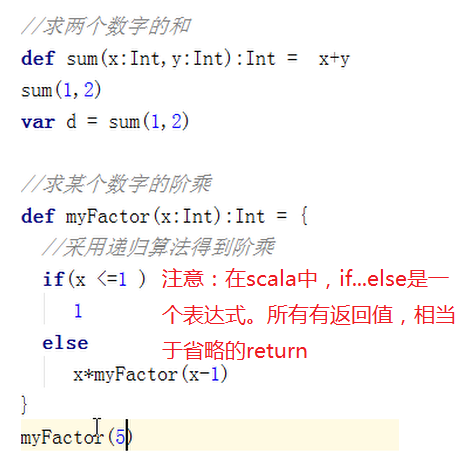 //求两个数字的和
def sum(x:Int,y:Int):Int =  x+y
sum(1,2)
var d = sum(1,2)
//求某个数字的阶乘
def myFactor(x:Int):Int = {
//采用递归算法得到阶乘
if(x <=1 )
1
else
x*myFactor(x-1)
}
myFactor(5)
注意：在scala中，if...else是一
个表达式。所有有返回值，相当
于省略的return